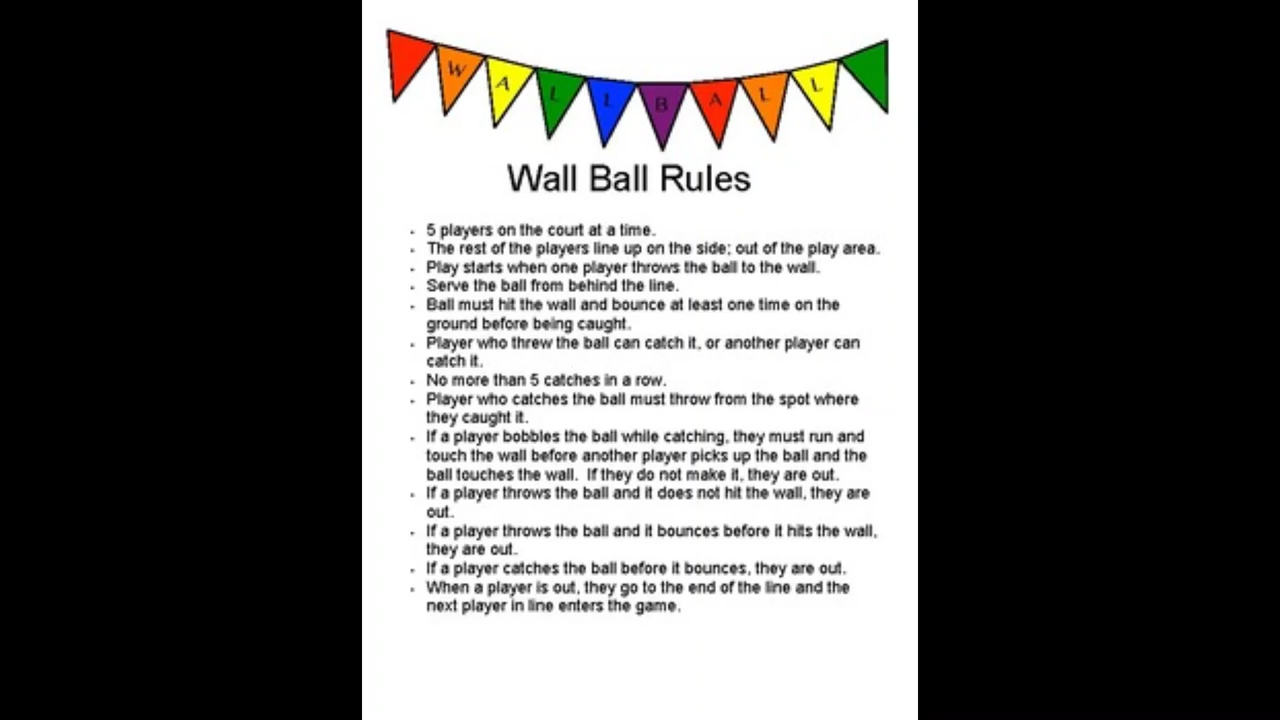 WALL BALL
Wall Ball Rules
5 players on the court at a time.
The rest of the players line up on the side; out of the play area.
Play starts when one player throws the ball to the wall.
Serve the ball from behind the line.
Ball must hit the wall and bounce at least one time on the
ground before being caught.
Player who threw the ball can catch it, or another player can
catch it.
No more than 5 catches in a row.
Player who catches the ball must throw from the spot where
they caught it.
If a player bobbles the ball while catching, they must run and
touch the wall before another player picks up the ball and the
ball touches the wall.  If they do not make it, they are out.
If a player throws the ball and it does not hit the wall, they are
out.
If a player throws the ball and it bounces before it hits the wall,
they are out.
If a player catches the ball before it bounces, they are out.
When a player is out, they go to the end of the line and the
next player in line enters the game.